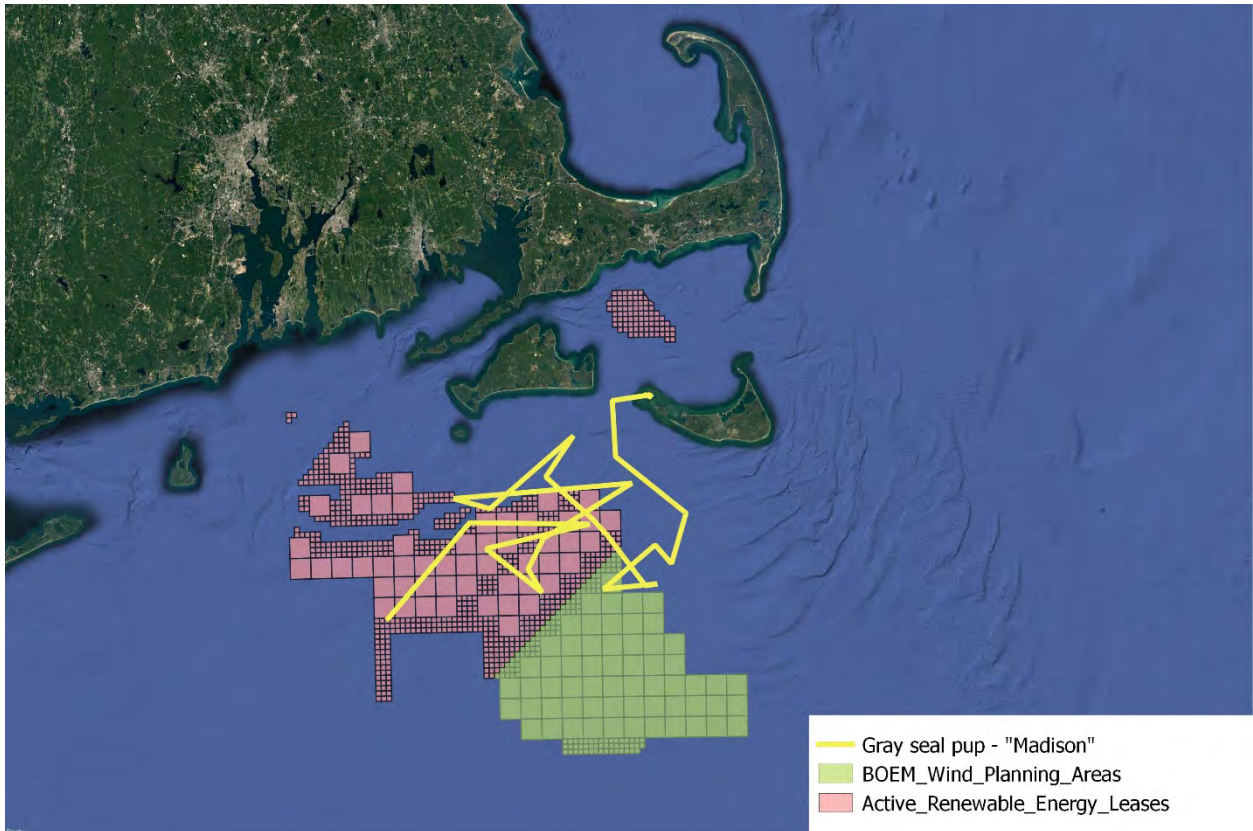 Gray seal pup - "Madison"
BOEM_Wind_Planning_Areas
Active_Renewable_Energy_Leases